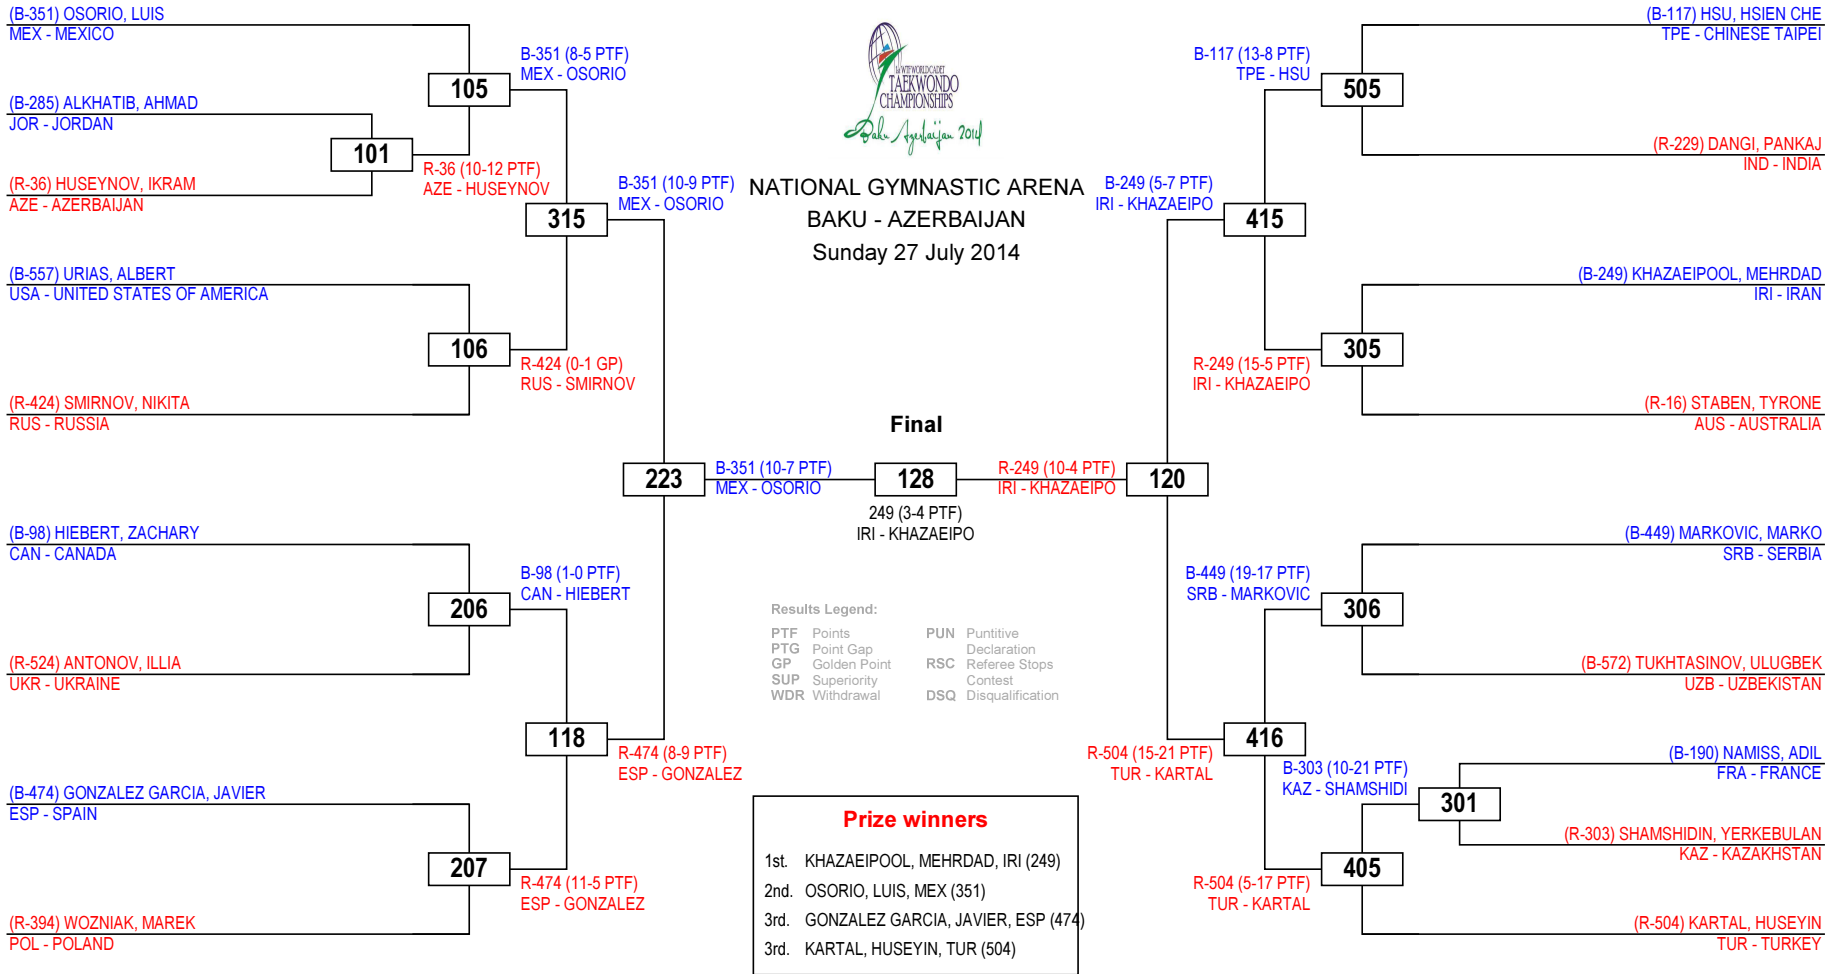 (B-351) OSORIO, LUIS
MEX - MEXICO
(B-285) ALKHATIB, AHMAD
JOR - JORDAN
(R-36) HUSEYNOV, IKRAM
AZE - AZERBAIJAN
(B-557) URIAS, ALBERT
USA - UNITED STATES OF AMERICA
(R-424) SMIRNOV, NIKITA
RUS - RUSSIA
(B-98) HIEBERT, ZACHARY
CAN - CANADA
(R-524) ANTONOV, ILLIA
UKR - UKRAINE
(B-474) GONZALEZ GARCIA, JAVIER
ESP - SPAIN
(R-394) WOZNIAK, MAREK
POL - POLAND
101
R-36 (10-12 PTF)
AZE - HUSEYNOV
105
B-351 (8-5 PTF)
MEX - OSORIO
106
R-424 (0-1 GP)
RUS - SMIRNOV
206
B-98 (1-0 PTF)
CAN - HIEBERT
207
R-474 (11-5 PTF)
ESP - GONZALEZ
315
B-351 (10-9 PTF)
MEX - OSORIO
118
R-474 (8-9 PTF)
ESP - GONZALEZ
223
B-351 (10-7 PTF)
MEX - OSORIO
1st WTF WORLD CADET
TAEKWONDO
CHAMPIONSHIPS
Baku Azerbaijan 2014
NATIONAL GYMNASTIC ARENA
BAKU - AZERBAIJAN
Sunday 27 July 2014
Final
128
249 (3-4 PTF)
IRI - KHAZAEIPO
Results Legend:
PTF Points
PTG Point Gap
GP Golden Point
SUP Superiority
WDR Withdrawal
PUN Puntitive
Declaration
RSC Referee Stops
Contest
DSQ Disqualification
Prize winners
1st. KHAZAEIPOOL, MEHRDAD, IRI (249)
2nd. OSORIO, LUIS, MEX (351)
3rd. GONZALEZ GARCIA, JAVIER, ESP (474)
3rd. KARTAL, HUSEYIN, TUR (504)
R-249 (10-4 PTF)
IRI - KHAZAEIPO
120
B-249 (5-7 PTF)
IRI - KHAZAEIPO
415
R-504 (15-21 PTF)
TUR - KARTAL
416
B-117 (13-8 PTF)
TPE - HSU
505
R-249 (15-5 PTF)
IRI - KHAZAEIPO
305
B-449 (19-17 PTF)
SRB - MARKOVIC
306
R-504 (5-17 PTF)
TUR - KARTAL
405
B-303 (10-21 PTF)
KAZ - SHAMSHIDI
301
(B-117) HSU, HSIEN CHE
TPE - CHINESE TAIPEI
(R-229) DANGI, PANKAJ
IND - INDIA
(B-249) KHAZAEIPOOL, MEHRDAD
IRI - IRAN
(R-16) STABEN, TYRONE
AUS - AUSTRALIA
(B-449) MARKOVIC, MARKO
SRB - SERBIA
(B-572) TUKHTASINOV, ULUGBEK
UZB - UZBEKISTAN
(B-190) NAMISS, ADIL
FRA - FRANCE
(R-303) SHAMSHIDIN, YERKEBULAN
KAZ - KAZAKHSTAN
(R-504) KARTAL, HUSEYIN
TUR - TURKEY